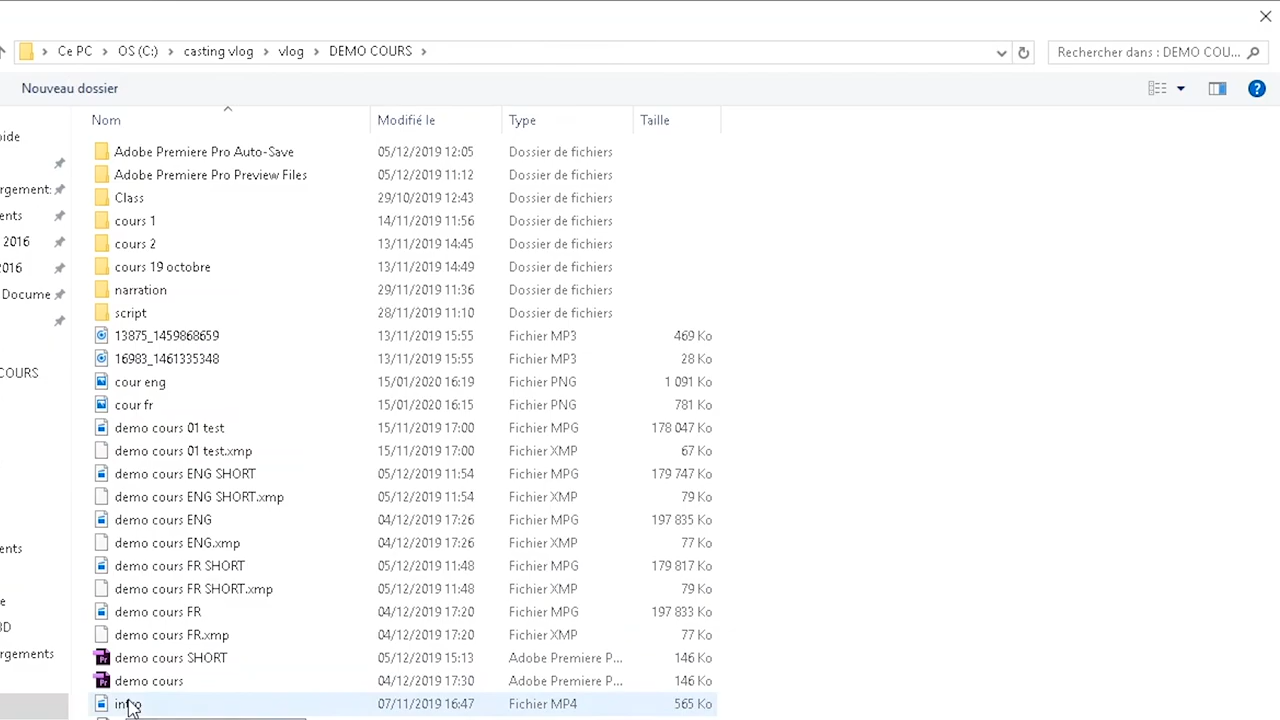 Ce PC > OS (C:) > casting vlog > vlog > DEMO COURS >
Rechercher dans : DEMO COU...
Nouveau dossier
Nom Modifié le Type Taille
Adobe Premiere Pro Auto-Save 05/12/2019 12:05 Dossier de fichiers
Adobe Premiere Pro Preview Files 05/12/2019 11:12 Dossier de fichiers
Class 29/10/2019 12:43 Dossier de fichiers
cours 1 14/11/2019 11:56 Dossier de fichiers
cours 2 13/11/2019 14:45 Dossier de fichiers
cours 19 octobre 13/11/2019 14:49 Dossier de fichiers
narration 29/11/2019 11:36 Dossier de fichiers
script 28/11/2019 11:10 Dossier de fichiers
13875_1459868659 13/11/2019 15:55 Fichier MP3 469 Ko
16983_1461335348 13/11/2019 15:55 Fichier MP3 28 Ko
cour eng 15/01/2020 16:19 Fichier PNG 1 091 Ko
cour fr 15/01/2020 16:15 Fichier PNG 781 Ko
demo cours 01 test 15/11/2019 17:00 Fichier MPG 178 047 Ko
demo cours 01 test.xmp 15/11/2019 17:00 Fichier XMP 67 Ko
demo cours ENG SHORT 05/12/2019 11:54 Fichier MPG 179 747 Ko
demo cours ENG SHORT.xmp 05/12/2019 11:54 Fichier XMP 79 Ko
demo cours ENG 04/12/2019 17:26 Fichier MPG 197 835 Ko
demo cours ENG.xmp 04/12/2019 17:26 Fichier XMP 77 Ko
demo cours FR SHORT 05/12/2019 11:48 Fichier MPG 179 817 Ko
demo cours FR SHORT.xmp 05/12/2019 11:48 Fichier XMP 79 Ko
demo cours FR 04/12/2019 17:20 Fichier MPG 197 833 Ko
demo cours FR.xmp 04/12/2019 17:20 Fichier XMP 77 Ko
demo cours SHORT 05/12/2019 15:13 Adobe Premiere P... 146 Ko
demo cours 04/12/2019 17:30 Adobe Premiere P... 146 Ko
intro 07/11/2019 16:47 Fichier MP4 565 Ko
ide
rgement:
ents
2016
016
Docume
COURS
ents
e
D
rgements